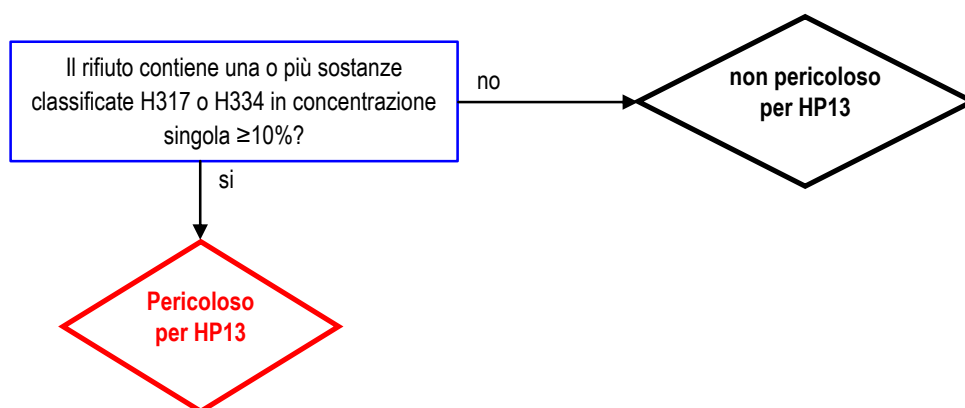 Il rifiuto contiene una o più sostanze
classificate H317 o H334 in concentrazione
singola ≥10%?
no
non pericoloso
per HP13
si
Pericoloso
per HP13